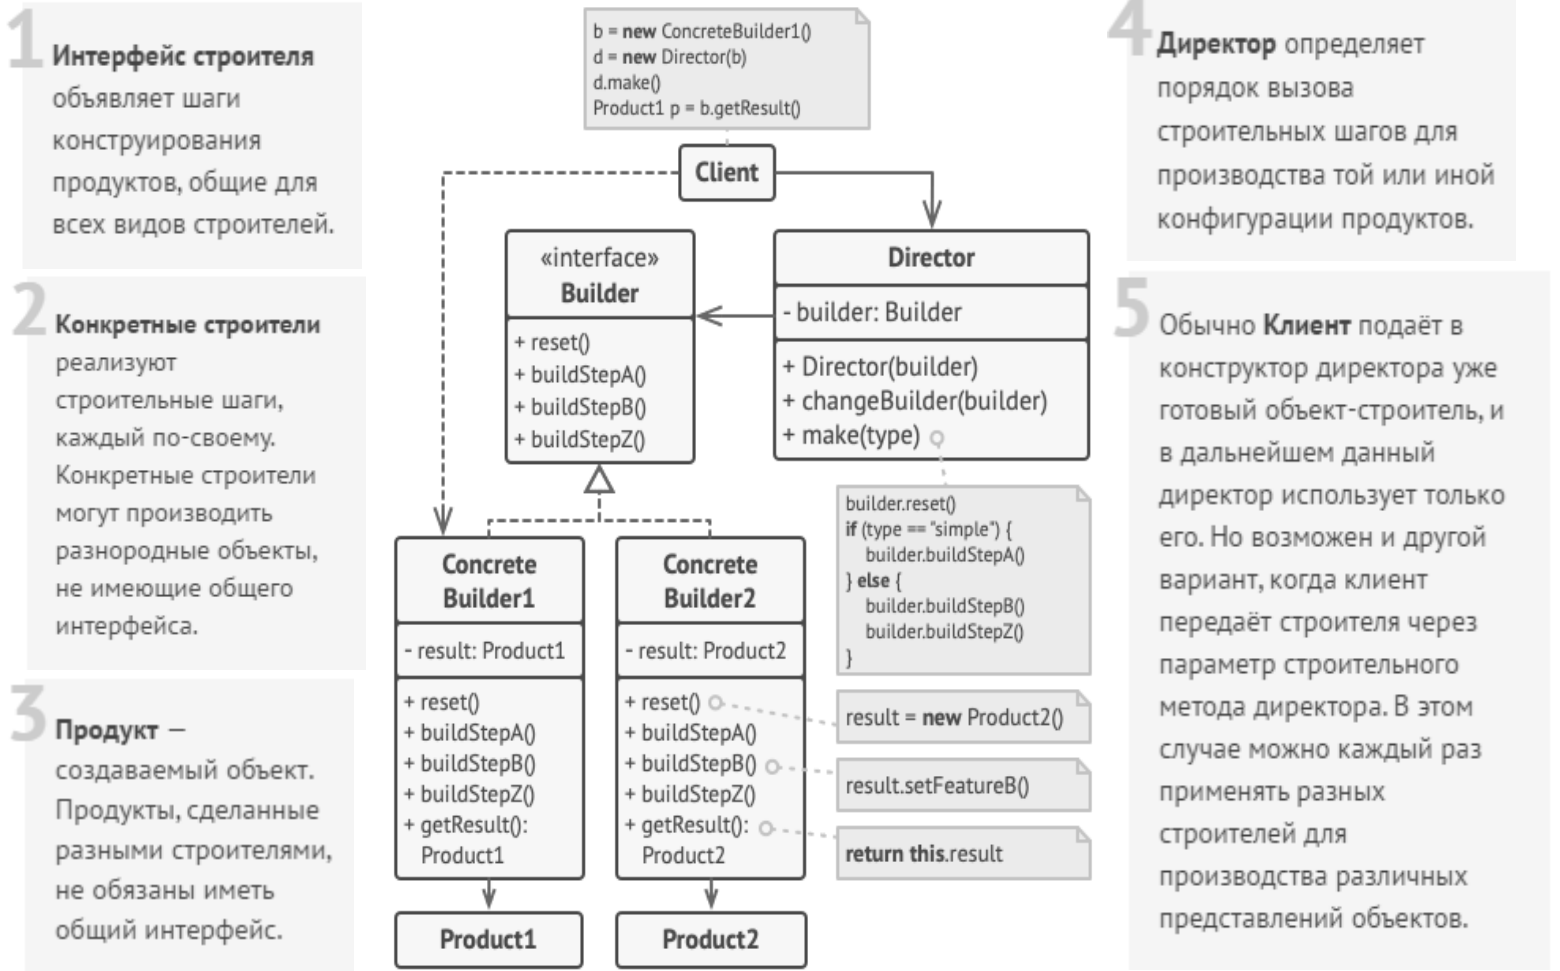 1
Интерфейс строителя
объявляет шаги
конструирования
продуктов, общие для
всех видов строителей.
2
Конкретные строители
реализуют
строительные шаги,
каждый по-своему.
Конкретные строители
могут производить
разнородные объекты,
не имеющие общего
интерфейса.
3
Продукт —
создаваемый объект.
Продукты, сделанные
разными строителями,
не обязаны иметь
общий интерфейс.
b = new ConcreteBuilder1()
d = new Director(b)
d.make()
Product1 p = b.getResult()
Client
«interface»
Builder
+ reset()
+ buildStepA()
+ buildStepB()
+ buildStepZ()
Director
- builder: Builder
+ Director(builder)
+ changeBuilder(builder)
+ make(type)
builder.reset()
if (type == "simple") {
builder.buildStepA()
} else {
builder.buildStepB()
builder.buildStepZ()
}
Concrete
Builder1
- result: Product1
+ reset()
+ buildStepA()
+ buildStepB()
+ buildStepZ()
+ getResult():
Product1
Concrete
Builder2
- result: Product2
+ reset()
+ buildStepA()
+ buildStepB()
+ buildStepZ()
+ getResult():
Product2
result = new Product2()
result.setFeatureB()
return this.result
Product1
Product2
4
Директор определяет
порядок вызова
строительных шагов для
производства той или иной
конфигурации продуктов.
5
Обычно Клиент подаёт в
конструктор директора уже
готовый объект-строитель, и
в дальнейшем данный
директор использует только
его. Но возможен и другой
вариант, когда клиент
передаёт строителя через
параметр строительного
метода директора. В этом
случае можно каждый раз
применять разных
строителей для
производства различных
представлений объектов.